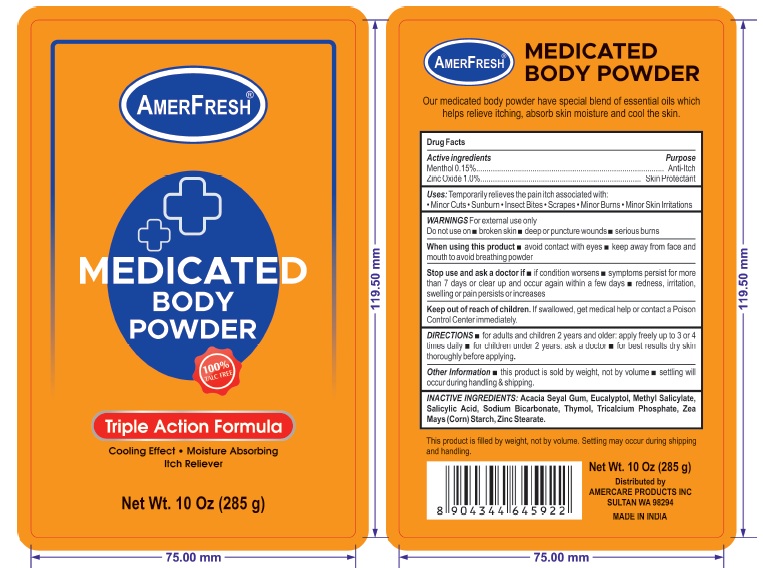 AMERFRESH®
MEDICATED
BODY
POWDER
100%
TALC FREE
Triple Action Formula
Cooling Effect • Moisture Absorbing
Itch Reliever
Net Wt. 10 Oz (285 g)
75.00 mm
119.50 mm
AMERFRESH®
MEDICATED
BODY POWDER
Our medicated body powder have special blend of essential oils which
helps relieve itching, absorb skin moisture and cool the skin.
Drug Facts
Active ingredients Purpose
Menthol 0.15%........ Anti-Itch
Zinc Oxide 1.0%........ Skin Protectant
Uses: Temporarily relieves the pain itch associated with:
• Minor Cuts • Sunburn • Insect Bites • Scrapes • Minor Burns • Minor Skin Irritations
WARNINGS For external use only
Do not use on ■ broken skin ■ deep or puncture wounds ■ serious burns
When using this product ■ avoid contact with eyes ■ keep away from face and
mouth to avoid breathing powder
Stop use and ask a doctor if ■ if condition worsens ■ symptoms persist for more
than 7 days or clear up and occur again within a few days ■ redness, irritation,
swelling or pain persists or increases
Keep out of reach of children. If swallowed, get medical help or contact a Poison
Control Center immediately.
DIRECTIONS ■ for adults and children 2 years and older: apply freely up to 3 or 4
times daily ■ for children under 2 years: ask a doctor ■ for best results dry skin
thoroughly before applying.
Other Information ■ this product is sold by weight, not by volume ■ settling will
occur during handling & shipping.
INACTIVE INGREDIENTS: Acacia Seyal Gum, Eucalyptol, Methyl Salicylate,
Salicylic Acid, Sodium Bicarbonate, Thymol, Tricalcium Phosphate, Zea
Mays (Corn) Starch, Zinc Stearate.
This product is filled by weight, not by volume. Settling may occur during shipping
and handling.
8 904344 645922
Net Wt. 10 Oz (285 g)
Distributed by
AMERCARE PRODUCTS INC
SULTAN WA 98294
MADE IN INDIA
75.00 mm
119.50 mm